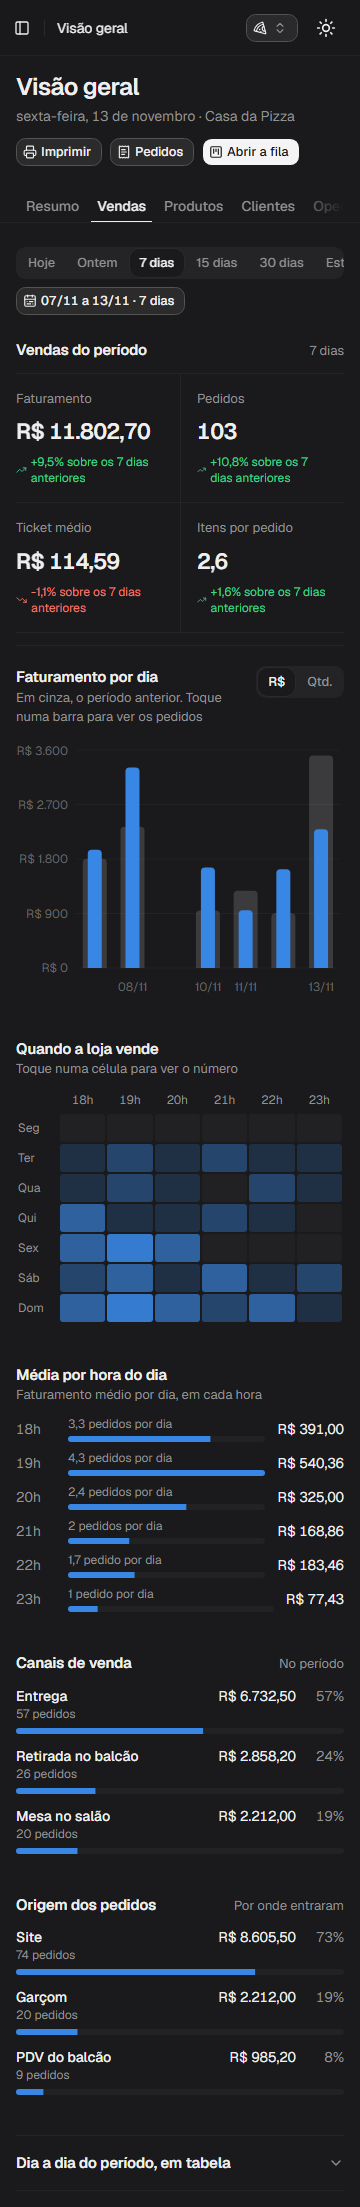 Visão geral
Visão geral
sexta-feira, 13 de novembro · Casa da Pizza
Imprimir Pedidos Abrir a fila
Resumo Vendas Produtos Clientes Ope
Hoje Ontem 7 dias 15 dias 30 dias Est
07/11 a 13/11 · 7 dias
Vendas do período 7 dias
Faturamento Pedidos
R$ 11.802,70 103
+9,5% sobre os 7 dias anteriores +10,8% sobre os 7 dias anteriores
Ticket médio Itens por pedido
R$ 114,59 2,6
-1,1% sobre os 7 dias anteriores +1,6% sobre os 7 dias anteriores
Faturamento por dia R$ Qtd.
Em cinza, o período anterior. Toque
numa barra para ver os pedidos
R$ 3.600
R$ 2.700
R$ 1.800
R$ 900
R$ 0
08/11 10/11 11/11 13/11
Quando a loja vende
Toque numa célula para ver o número
18h 19h 20h 21h 22h 23h
Seg
Ter
Qua
Qui
Sex
Sáb
Dom
Média por hora do dia
Faturamento médio por dia, em cada hora
18h 3,3 pedidos por dia R$ 391,00
19h 4,3 pedidos por dia R$ 540,36
20h 2,4 pedidos por dia R$ 325,00
21h 2 pedidos por dia R$ 168,86
22h 1,7 pedido por dia R$ 183,46
23h 1 pedido por dia R$ 77,43
Canais de venda No período
Entrega R$ 6.732,50 57%
57 pedidos
Retirada no balcão R$ 2.858,20 24%
26 pedidos
Mesa no salão R$ 2.212,00 19%
20 pedidos
Origem dos pedidos Por onde entraram
Site R$ 8.605,50 73%
74 pedidos
Garçom R$ 2.212,00 19%
20 pedidos
PDV do balcão R$ 985,20 8%
9 pedidos
Dia a dia do período, em tabela